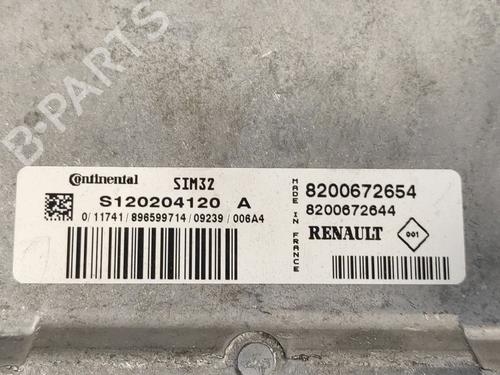 Continental SIM32
S120204120 A
0/11741/896599714/09239/006A4
MADE IN FRANCE
8200672654
8200672644
RENAULT
001
B-PARTS